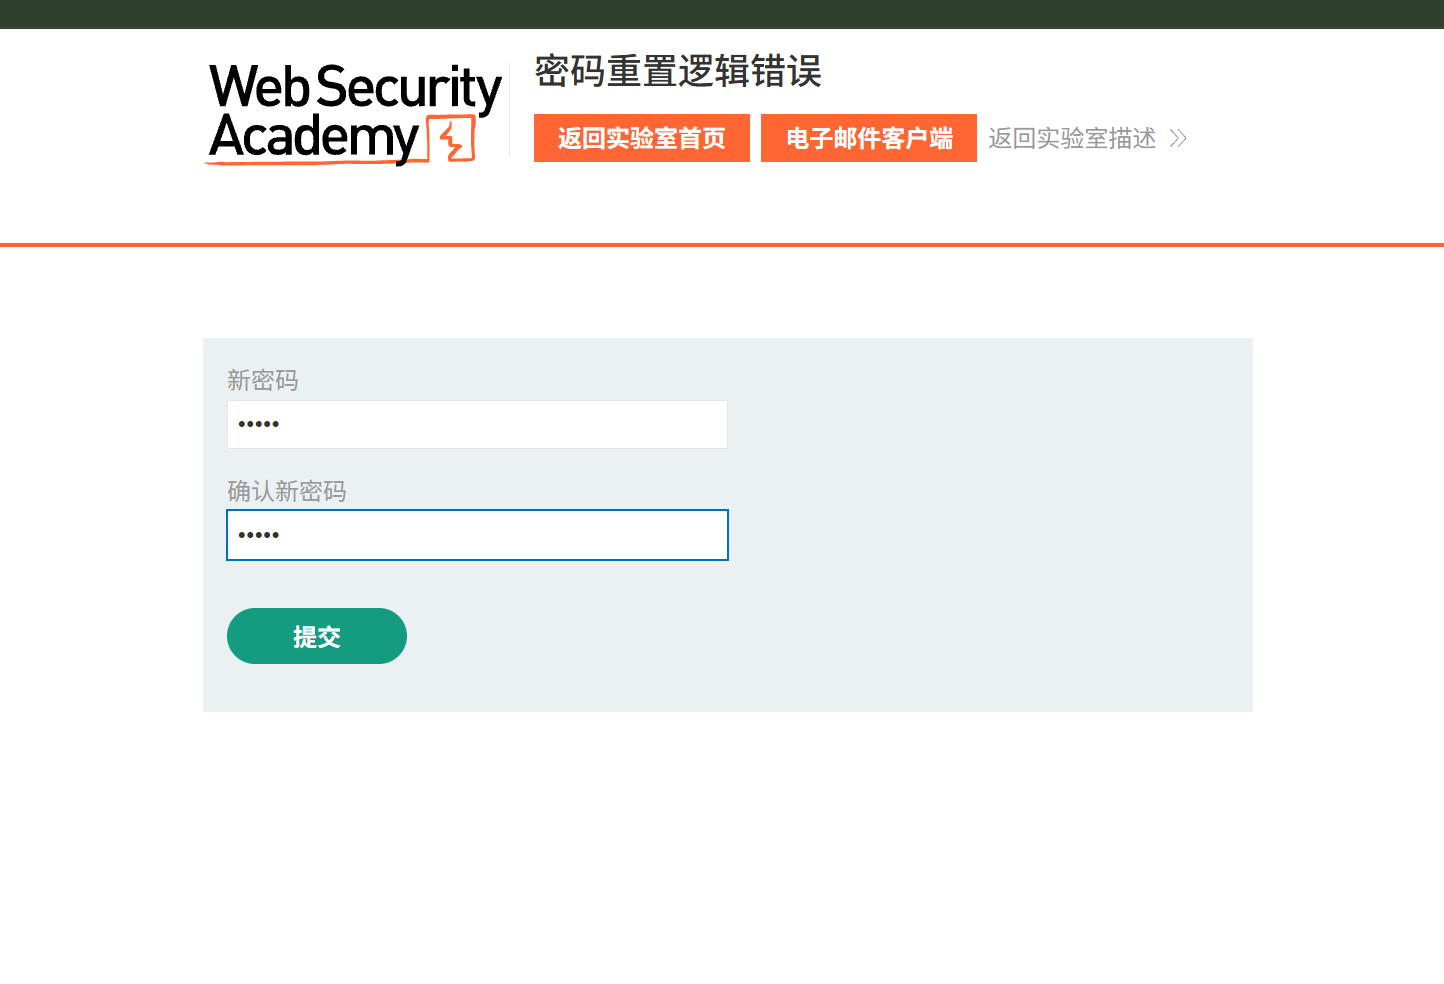 Web Security
Academy
密码重置逻辑错误
返回实验室首页
电子邮件客户端
返回实验室描述
新密码
•••••
确认新密码
•••••
提交